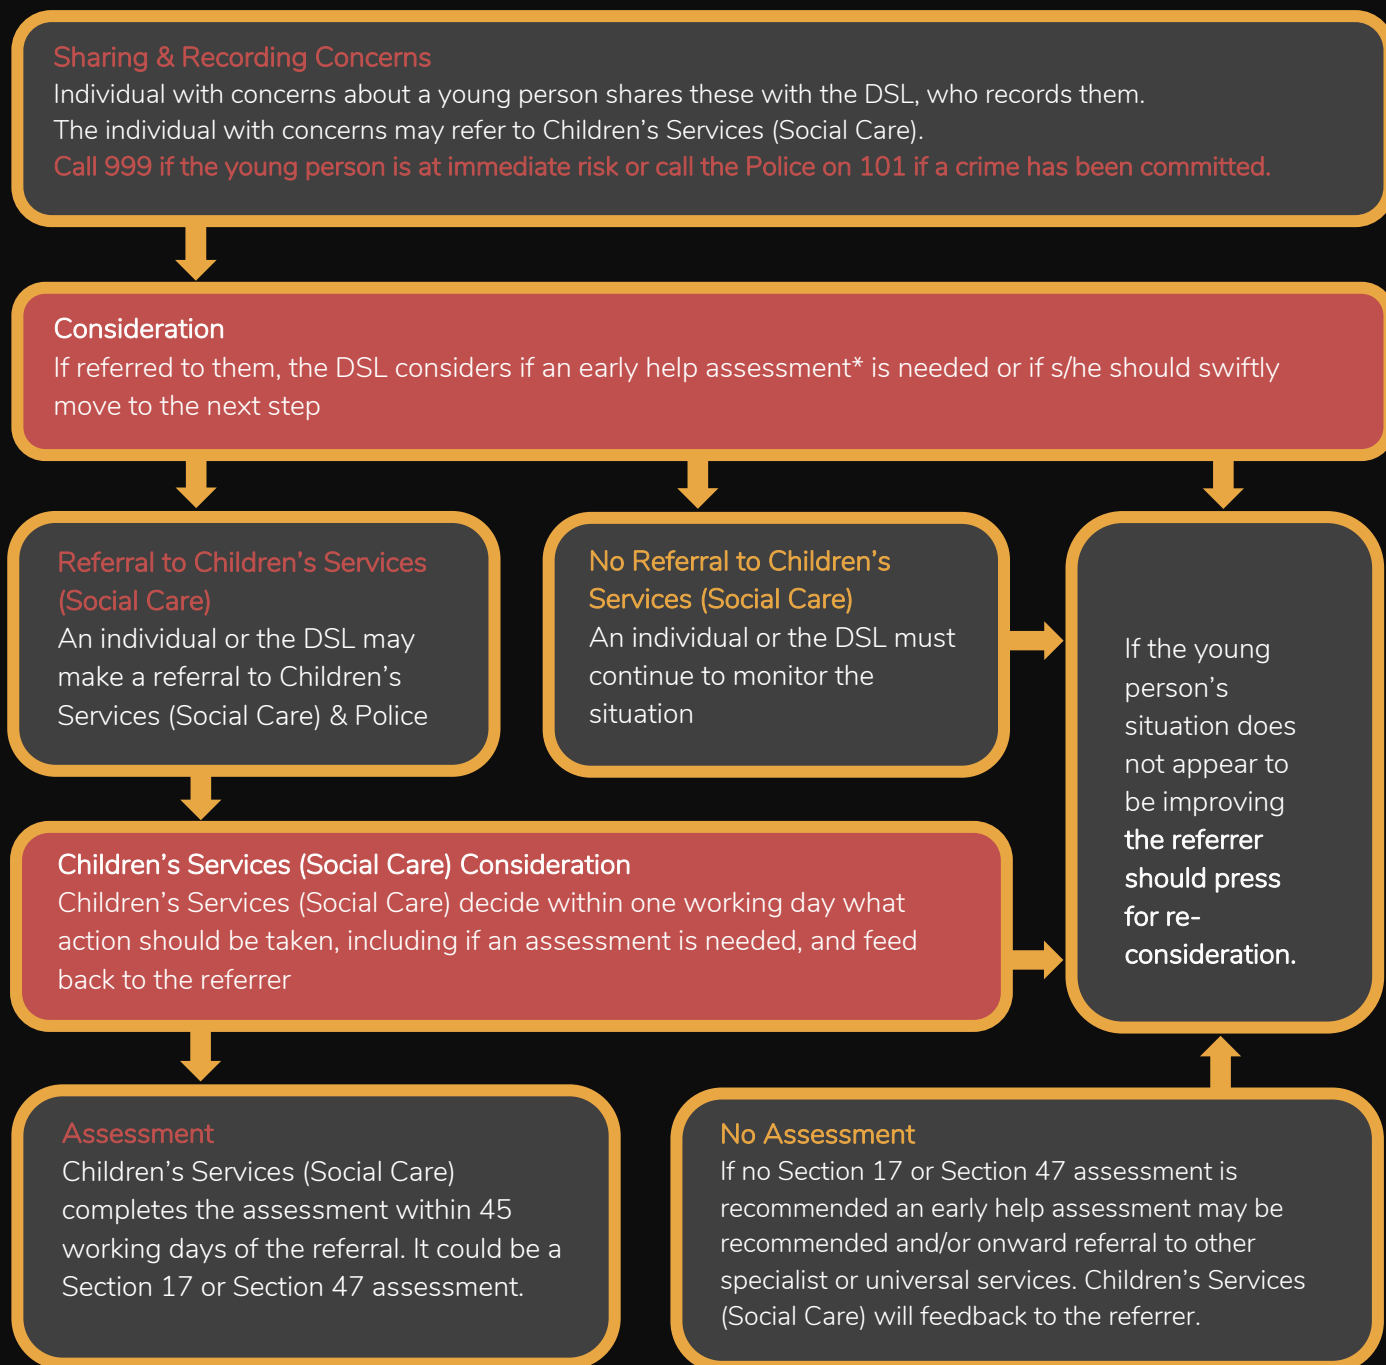 Sharing & Recording Concerns
Individual with concerns about a young person shares these with the DSL, who records them.
The individual with concerns may refer to Children’s Services (Social Care).
Call 999 if the young person is at immediate risk or call the Police on 101 if a crime has been committed.
Consideration
If referred to them, the DSL considers if an early help assessment* is needed or if s/he should swiftly
move to the next step
Referral to Children’s Services
(Social Care)
An individual or the DSL may
make a referral to Children’s
Services (Social Care) & Police
No Referral to Children’s
Services (Social Care)
An individual or the DSL must
continue to monitor the
situation
If the young
person’s
situation does
not appear to
be improving
the referrer
should press
for re-
consideration.
Children’s Services (Social Care) Consideration
Children’s Services (Social Care) decide within one working day what
action should be taken, including if an assessment is needed, and feed
back to the referrer
Assessment
Children’s Services (Social Care)
completes the assessment within 45
working days of the referral. It could be a
Section 17 or Section 47 assessment.
No Assessment
If no Section 17 or Section 47 assessment is
recommended an early help assessment may be
recommended and/or onward referral to other
specialist or universal services. Children’s Services
(Social Care) will feedback to the referrer.